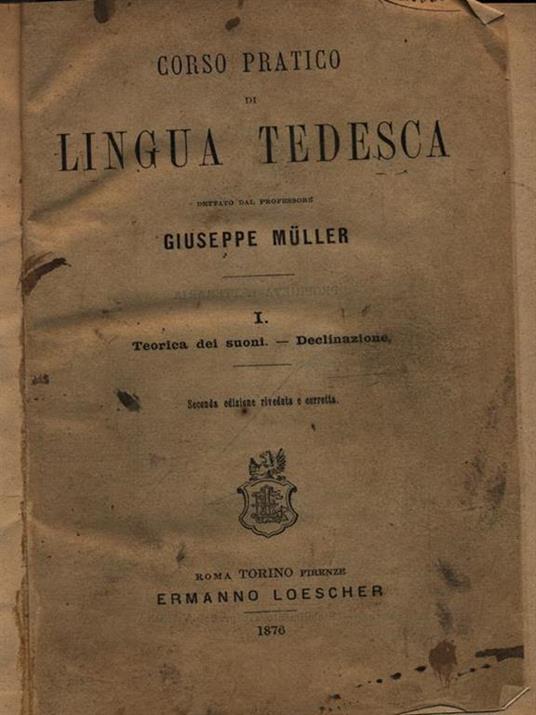 CORSO PRATICO
DI
LINGUA TEDESCA
DETTATO DAL PROFESSORE
GIUSEPPE MÜLLER
I.
Teorica dei suoni. — Declinazione.
Seconda edizione riveduta e corretta.
ROMA TORINO FIRENZE
ERMANNO LOESCHER
1876